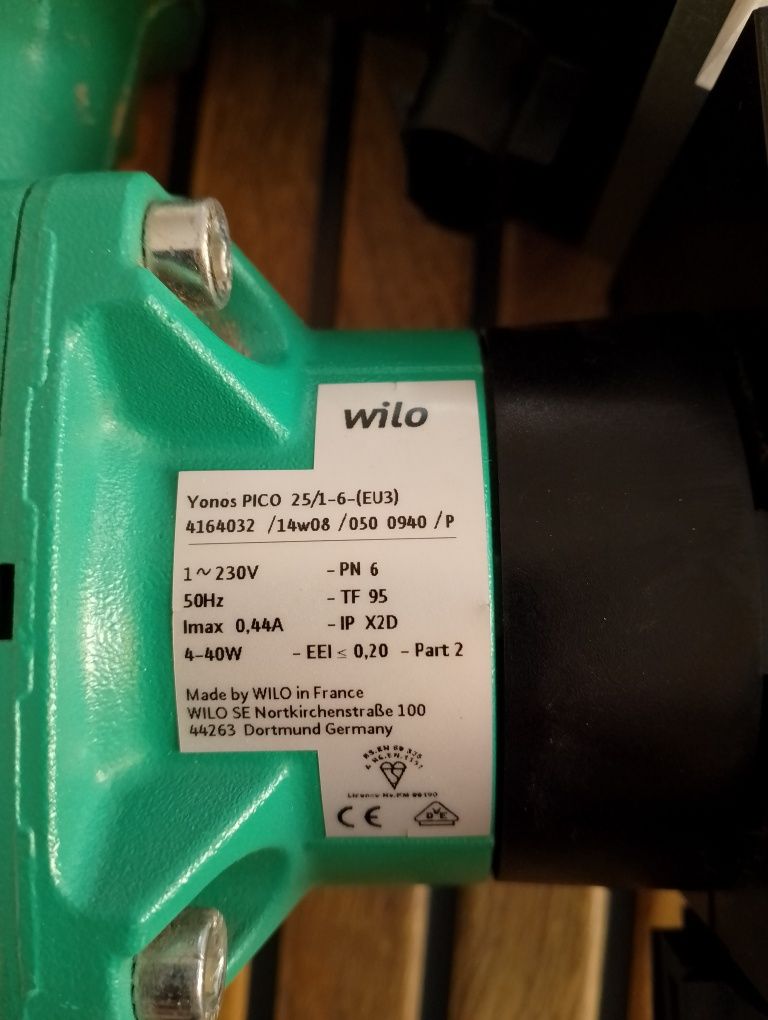 wilo
Yonos PICO 25/1-6-(EU3)
4164032 /14w08 /050 0940 /P
1~230V - PN 6
50Hz - TF 95
Imax 0,44A - IP X2D
4-40W - EEI ≤ 0,20 - Part 2
Made by WILO in France
WILO SE Nortkirchenstraße 100
44263 Dortmund Germany
CE DVE